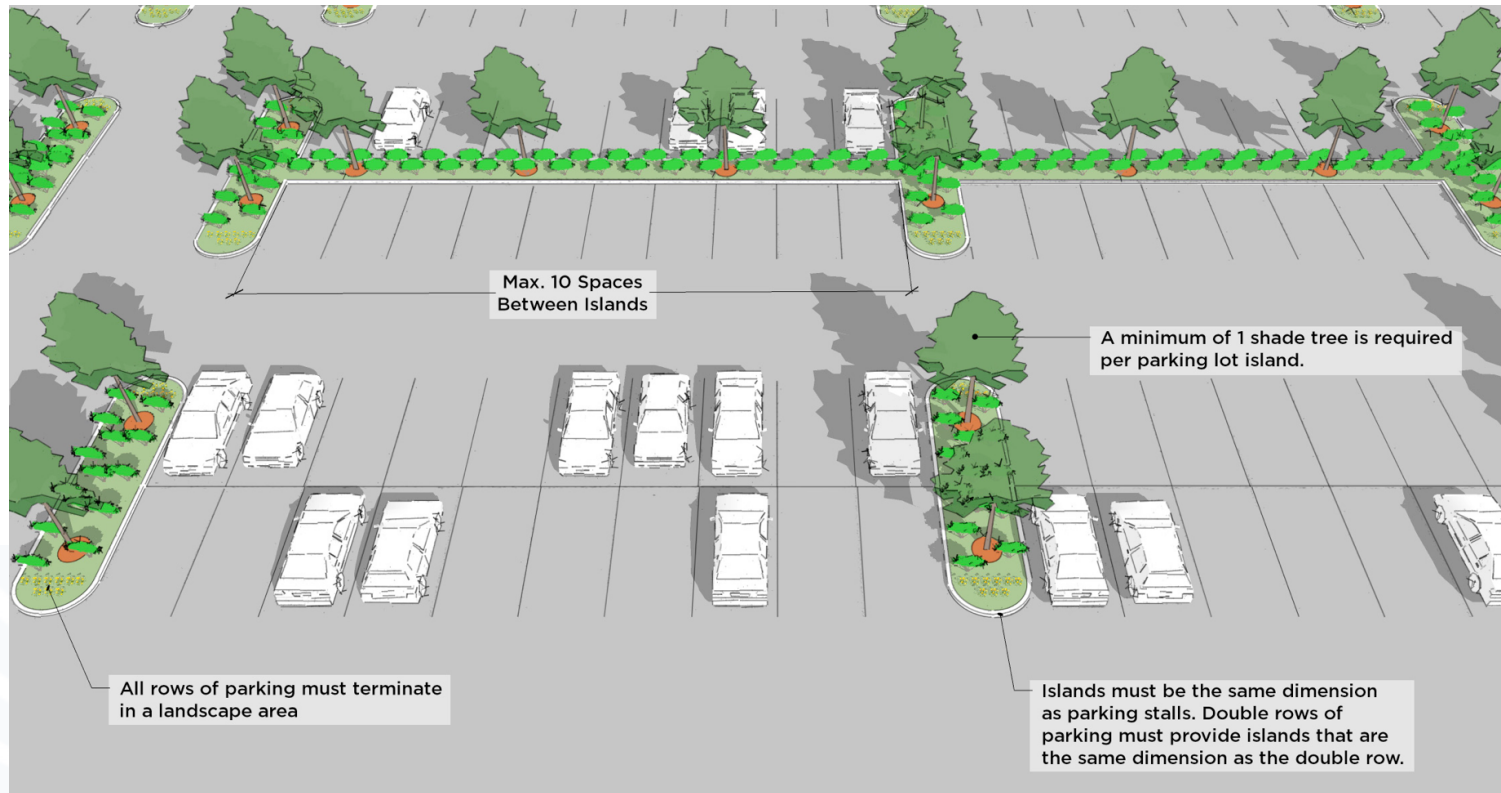 Max. 10 Spaces
Between Islands
A minimum of 1 shade tree is required
per parking lot island.
All rows of parking must terminate
in a landscape area
Islands must be the same dimension
as parking stalls. Double rows of
parking must provide islands that are
the same dimension as the double row.